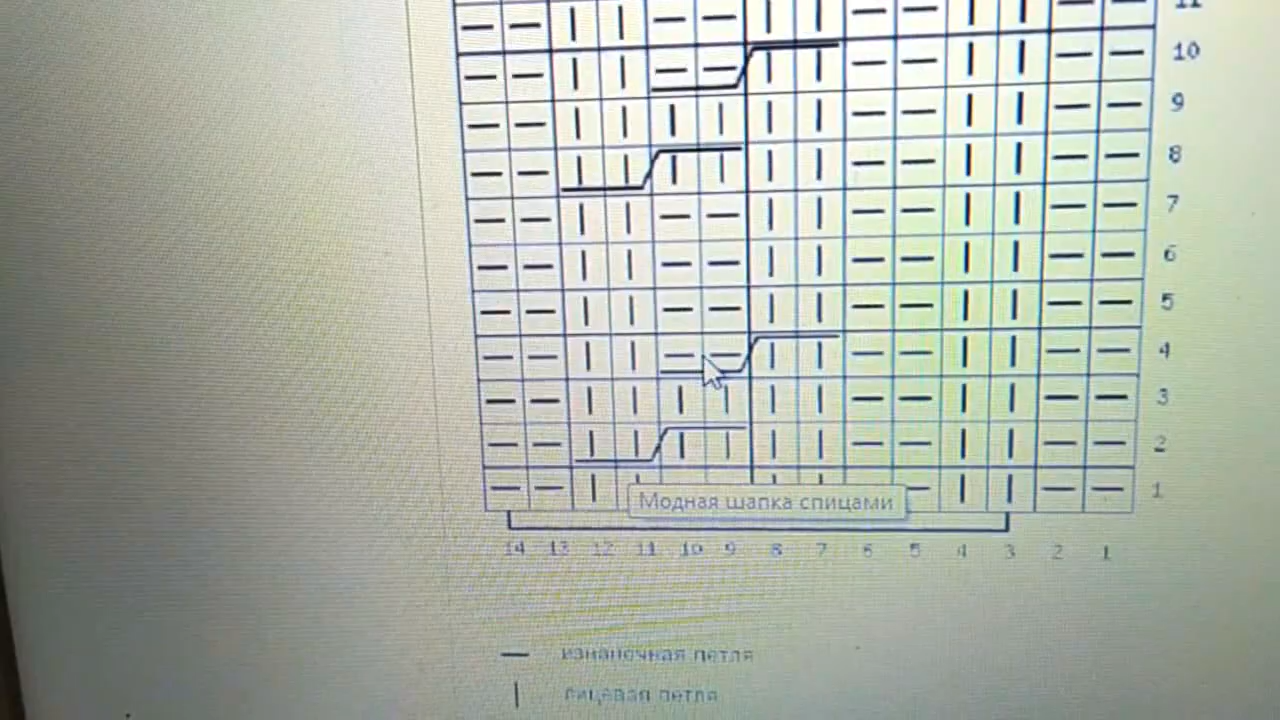 11
10
9
8
7
6
5
4
3
2
1
Модная шапка спицами
14 13 12 11 10 9 8 7 6 5 4 3 2 1
изнаночная петля
лицевая петля